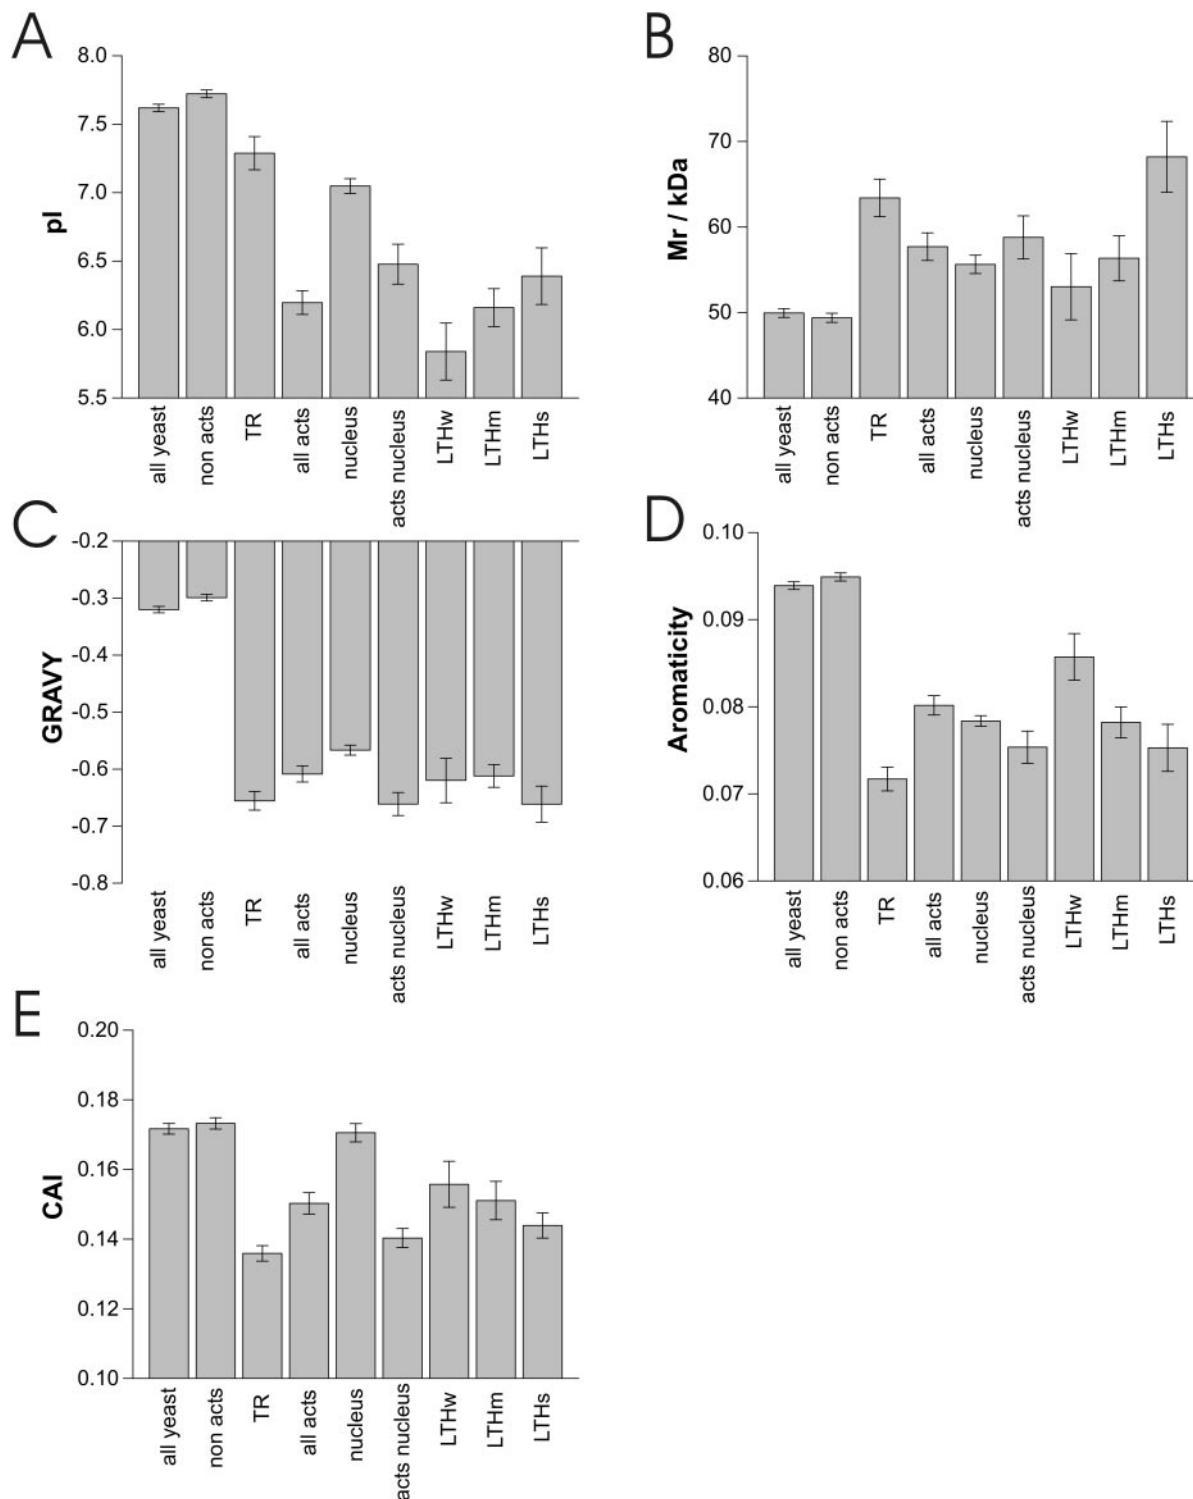 A
8.0
7.5
7.0
6.5
6.0
5.5
pI
all yeast
non acts
TR
all acts
nucleus
acts nucleus
LTHw
LTHm
LTHs
B
80
70
60
50
40
Mr / kDa
all yeast
non acts
TR
all acts
nucleus
acts nucleus
LTHw
LTHm
LTHs
C
-0.2
-0.3
-0.4
-0.5
-0.6
-0.7
-0.8
GRAVY
all yeast
non acts
TR
all acts
nucleus
acts nucleus
LTHw
LTHm
LTHs
D
0.10
0.09
0.08
0.07
0.06
Aromaticity
all yeast
non acts
TR
all acts
nucleus
acts nucleus
LTHw
LTHm
LTHs
E
0.20
0.18
0.16
0.14
0.12
0.10
CAI
all yeast
non acts
TR
all acts
nucleus
acts nucleus
LTHw
LTHm
LTHs